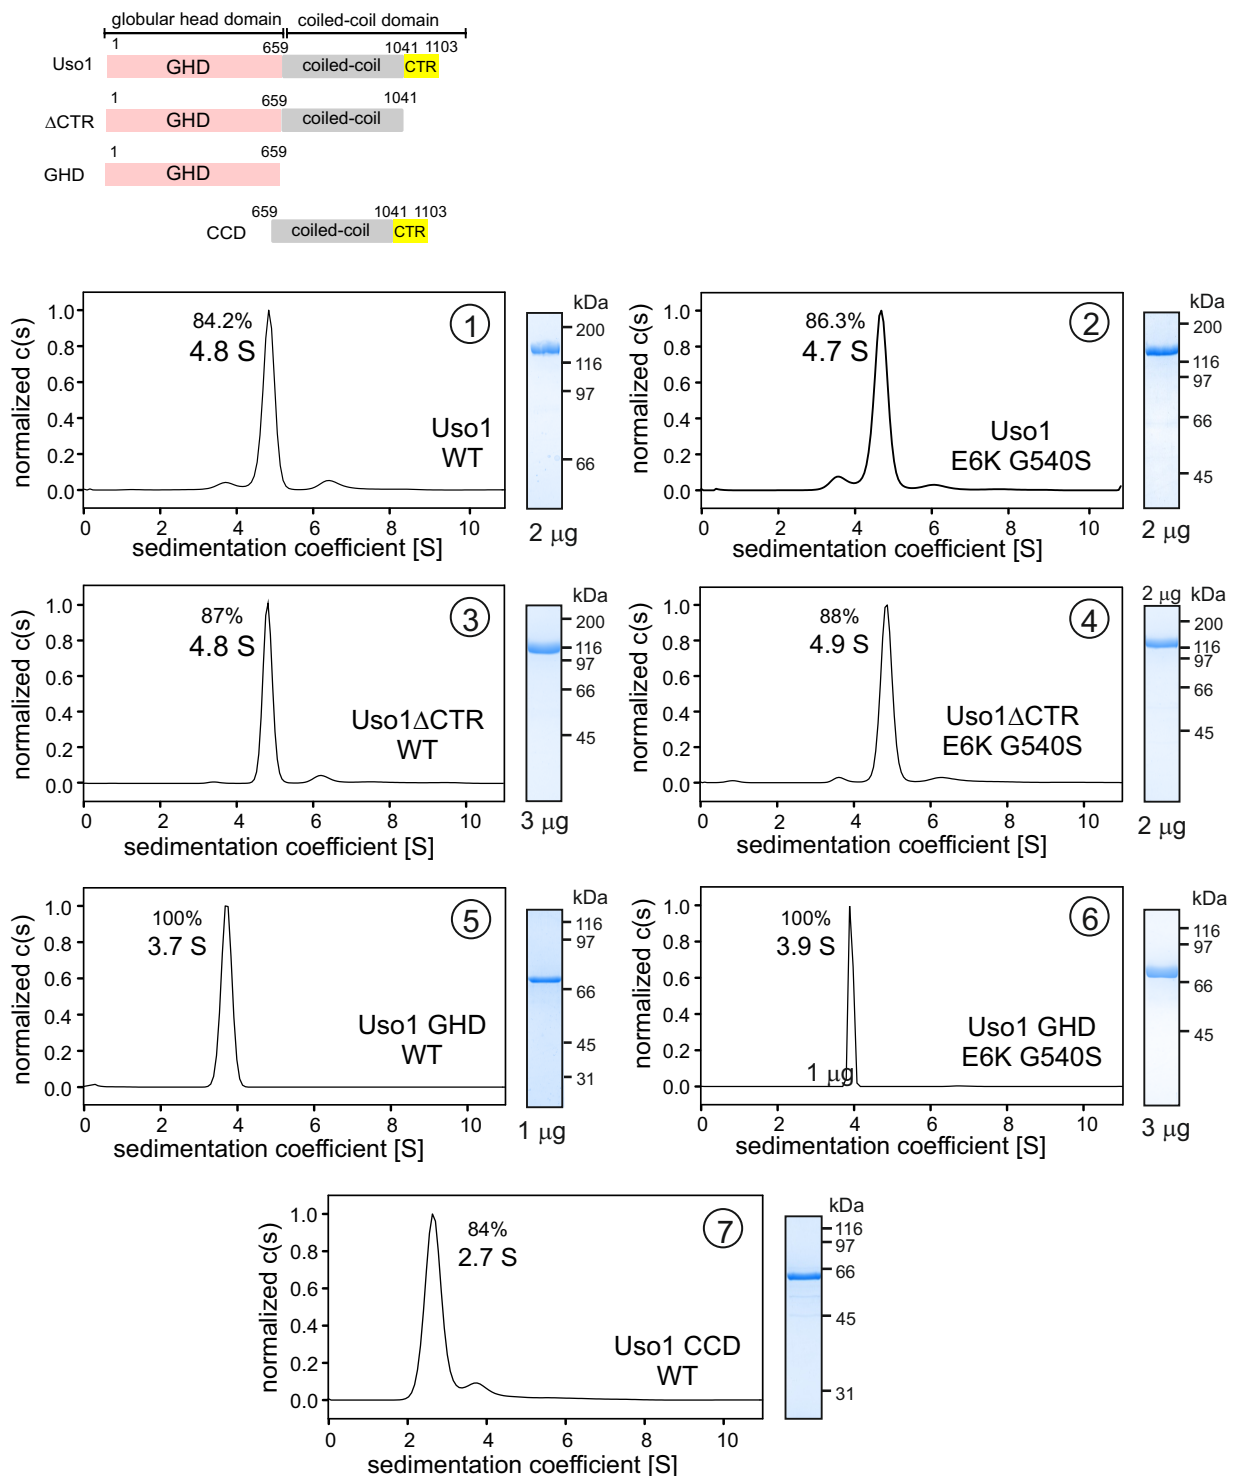 globular head domain coiled-coil domain
1 659 1041 1103
Uso1 GHD coiled-coil CTR
1 659 1041
ΔCTR GHD coiled-coil
1 659
GHD GHD
659 1041 1103
CCD coiled-coil CTR
normalized c(s)
1.0
0.8
0.6
0.4
0.2
0.0
84.2%
4.8 S
1
Uso1
WT
0 2 4 6 8 10
sedimentation coefficient [S]
kDa
200
116
97
66
2 μg
normalized c(s)
1.0
0.8
0.6
0.4
0.2
0.0
86.3%
4.7 S
2
Uso1
E6K G540S
0 2 4 6 8 10
sedimentation coefficient [S]
kDa
200
116
97
66
45
2 μg
normalized c(s)
1.0
0.8
0.6
0.4
0.2
0.0
87%
4.8 S
3
Uso1ΔCTR
WT
0 2 4 6 8 10
sedimentation coefficient [S]
kDa
200
116
97
66
45
3 μg
normalized c(s)
1.0
0.8
0.6
0.4
0.2
0.0
88%
4.9 S
4
Uso1ΔCTR
E6K G540S
0 2 4 6 8 10
sedimentation coefficient [S]
2 μg kDa
200
116
97
66
45
2 μg
normalized c(s)
1.0
0.8
0.6
0.4
0.2
0.0
100%
3.7 S
5
Uso1 GHD
WT
0 2 4 6 8 10
sedimentation coefficient [S]
kDa
116
97
66
45
31
1 μg
normalized c(s)
1.0
0.8
0.6
0.4
0.2
0.0
100%
3.9 S
6
Uso1 GHD
E6K G540S
1 μg
0 2 4 6 8 10
sedimentation coefficient [S]
kDa
116
97
66
45
3 μg
normalized c(s)
1.0
0.8
0.6
0.4
0.2
0.0
84%
2.7 S
7
Uso1 CCD
WT
0 2 4 6 8 10
sedimentation coefficient [S]
kDa
116
97
66
45
31